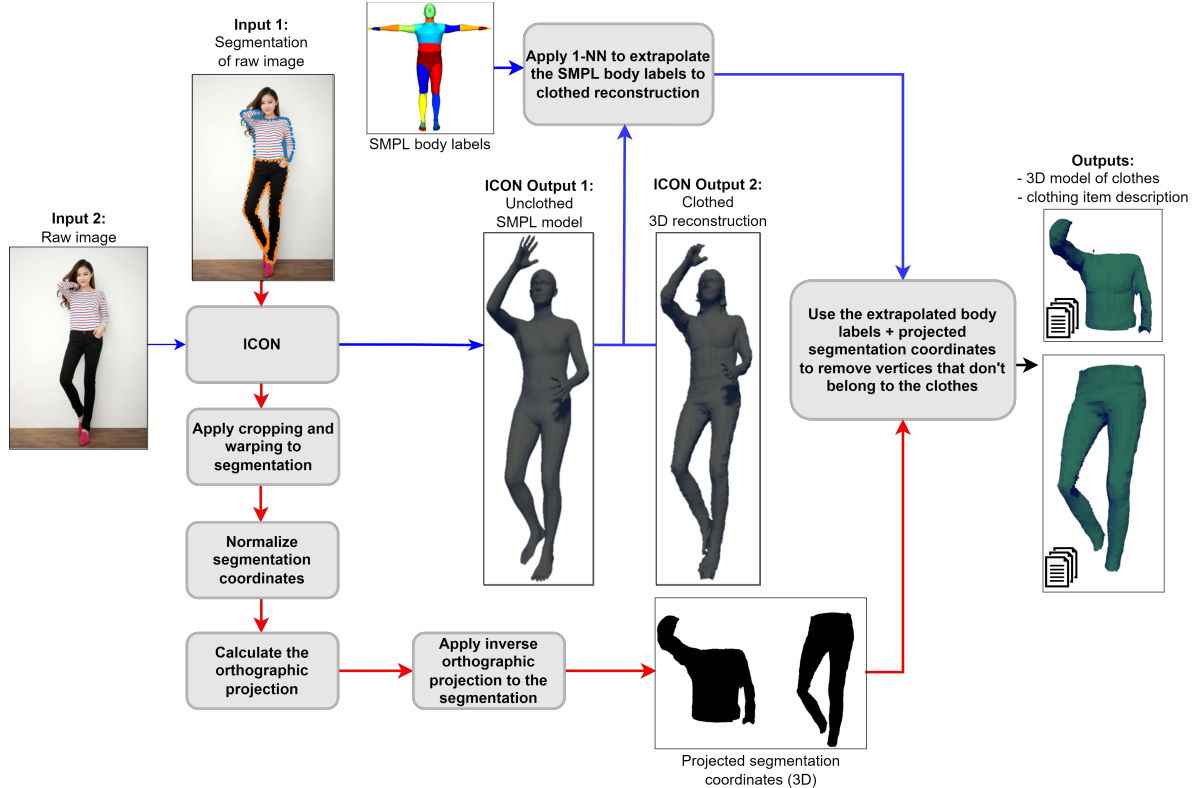 Input 1:
Segmentation
of raw image
Input 2:
Raw image
SMPL body labels
Apply 1-NN to extrapolate
the SMPL body labels to
clothed reconstruction
ICON Output 1:
Unclothed
SMPL model
ICON Output 2:
Clothed
3D reconstruction
Outputs:
- 3D model of clothes
- clothing item description
ICON
Use the extrapolated body
labels + projected
segmentation coordinates
to remove vertices that don't
belong to the clothes
Apply cropping and
warping to
segmentation
Normalize
segmentation
coordinates
Calculate the
orthographic
projection
Apply inverse
orthographic
projection to the
segmentation
Projected segmentation
coordinates (3D)